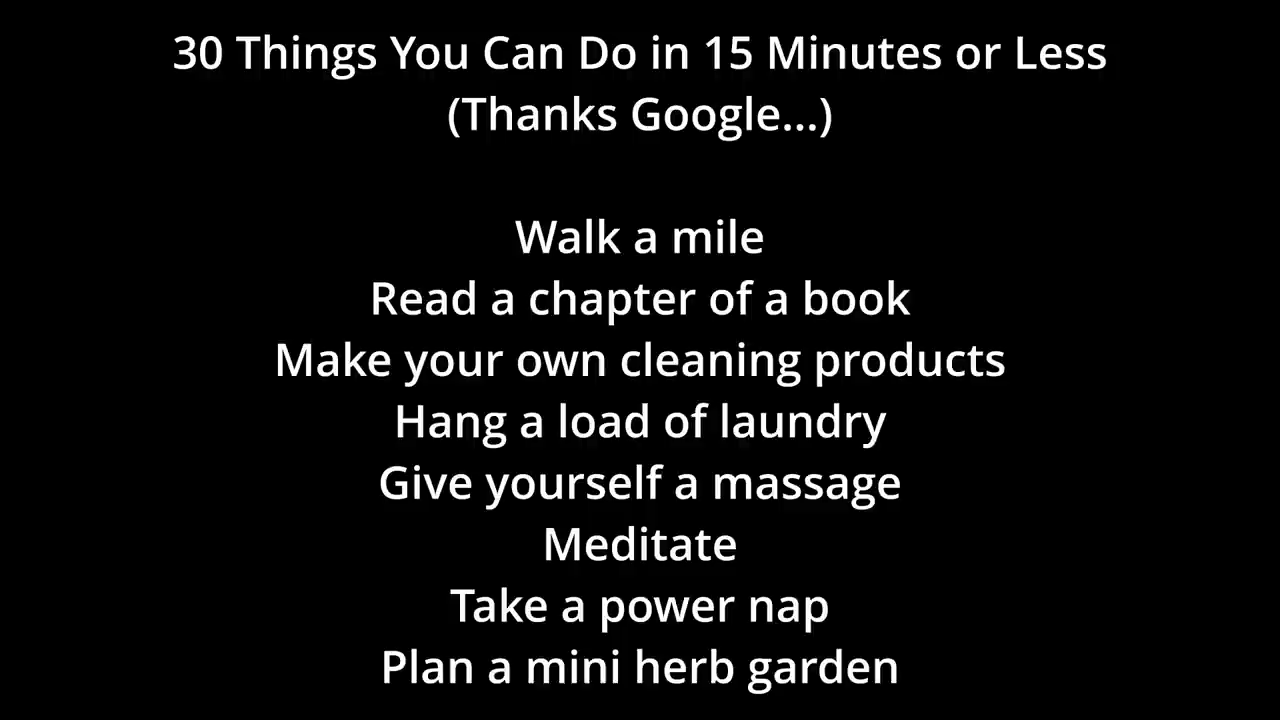 30 Things You Can Do in 15 Minutes or Less
(Thanks Google...)
Walk a mile
Read a chapter of a book
Make your own cleaning products
Hang a load of laundry
Give yourself a massage
Meditate
Take a power nap
Plan a mini herb garden